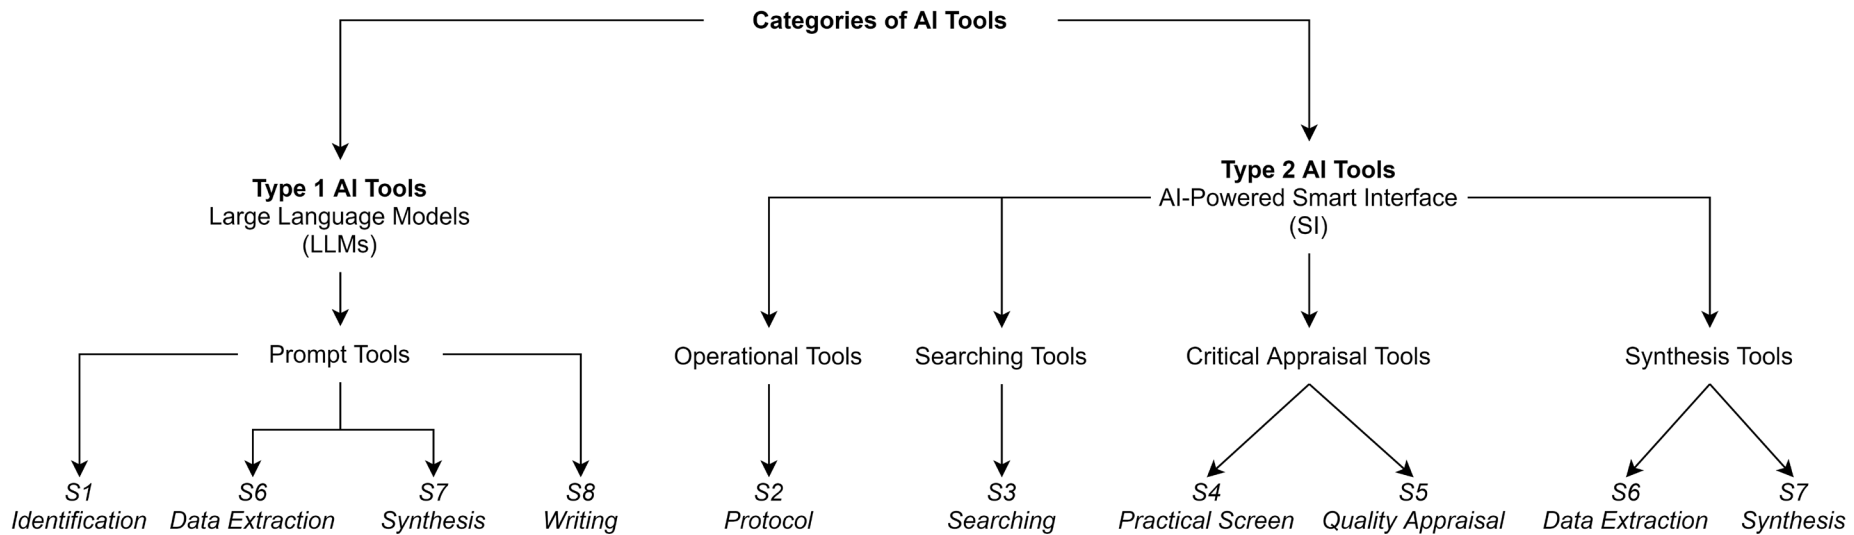 Categories of AI Tools
Type 1 AI Tools
Large Language Models
(LLMs)
Type 2 AI Tools
AI-Powered Smart Interface
(SI)
Prompt Tools
Operational Tools
Searching Tools
Critical Appraisal Tools
Synthesis Tools
S1
Identification
S6
Data Extraction
S7
Synthesis
S8
Writing
S2
Protocol
S3
Searching
S4
Practical Screen
S5
Quality Appraisal
S6
Data Extraction
S7
Synthesis